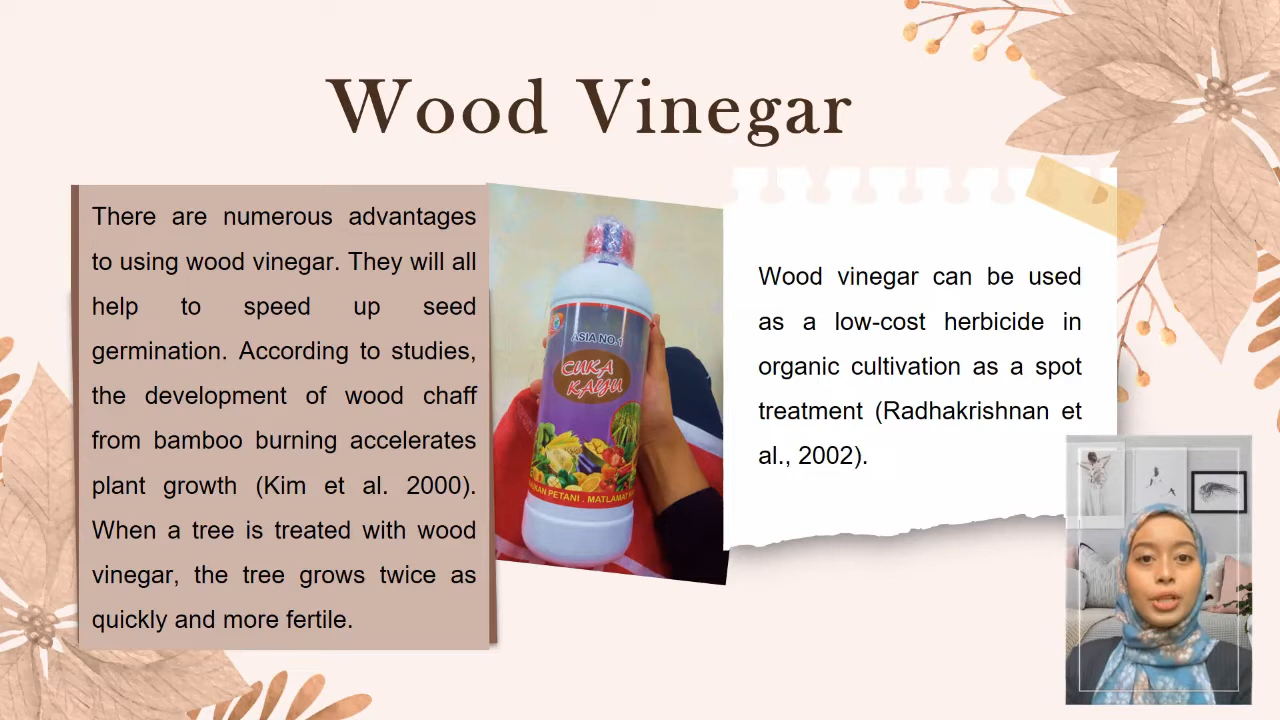 Wood Vinegar
There are numerous advantages
to using wood vinegar. They will all
help to speed up seed
germination. According to studies,
the development of wood chaff
from bamboo burning accelerates
plant growth (Kim et al. 2000).
When a tree is treated with wood
vinegar, the tree grows twice as
quickly and more fertile.
ASIA NO.1
CUKA
KAYU
PETANI . MATLAMAT
Wood vinegar can be used
as a low-cost herbicide in
organic cultivation as a spot
treatment (Radhakrishnan et
al., 2002).